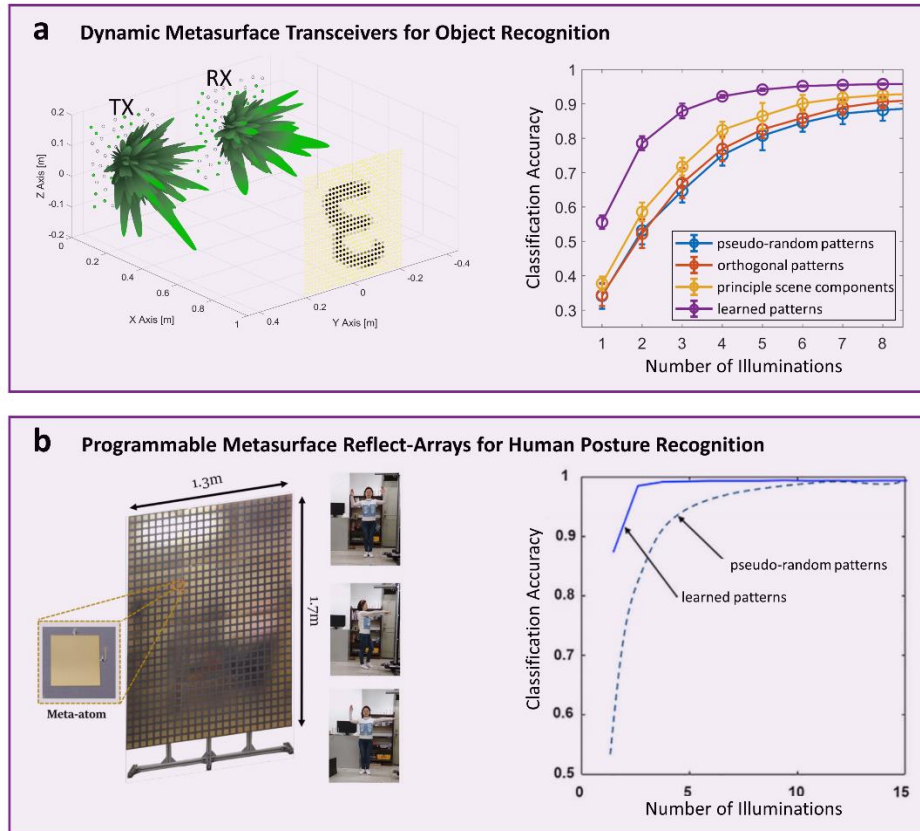 a Dynamic Metasurface Transceivers for Object Recognition
TX
RX
0.2
0.1
0
-0.1
-0.2
Z Axis [m]
0
0.2
0.4
0.6
0.8
1
X Axis [m]
0.4
0.2
0
-0.2
-0.4
Y Axis [m]
1
0.9
0.8
0.7
0.6
0.5
0.4
0.3
Classification Accuracy
pseudo-random patterns
orthogonal patterns
principle scene components
learned patterns
1 2 3 4 5 6 7 8
Number of Illuminations
b Programmable Metasurface Reflect-Arrays for Human Posture Recognition
1.3m
1.7m
Meta-atom
1
0.9
0.8
0.7
0.6
0.5
Classification Accuracy
pseudo-random patterns
learned patterns
0 5 10 15
Number of Illuminations